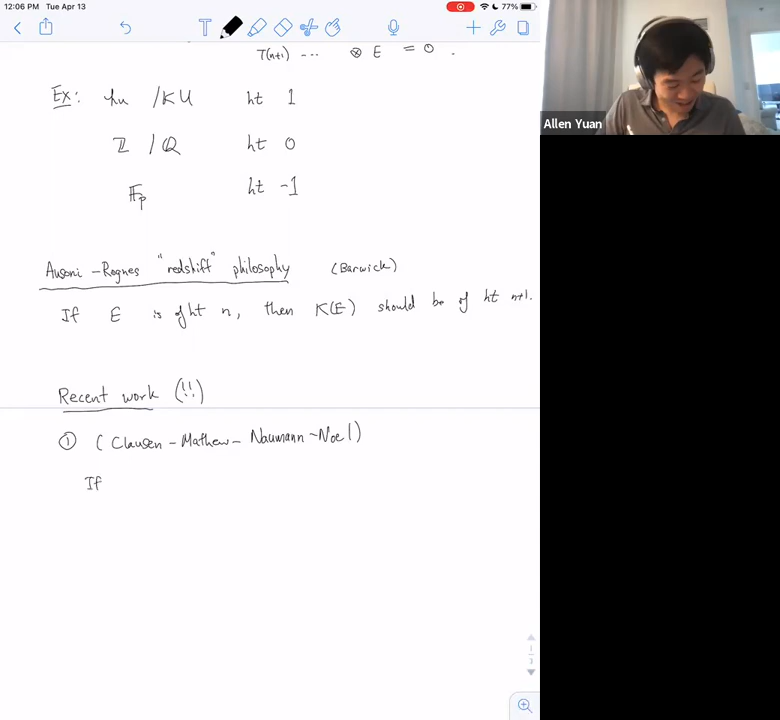 12:06 PM Tue Apr 13
77%
T(n+1) ... ⊗ E = 0 .
Allen Yuan
Ex: ku /KU ht 1
ℤ / ℚ ht 0
𝔽p ht -1
Ausoni - Rognes "redshift" philosophy (Barwick)
If E is of ht n, then K(E) should be of ht n+1.
Recent work (!!)
① (Clausen - Mathew - Naumann - Noel)
If
1
3